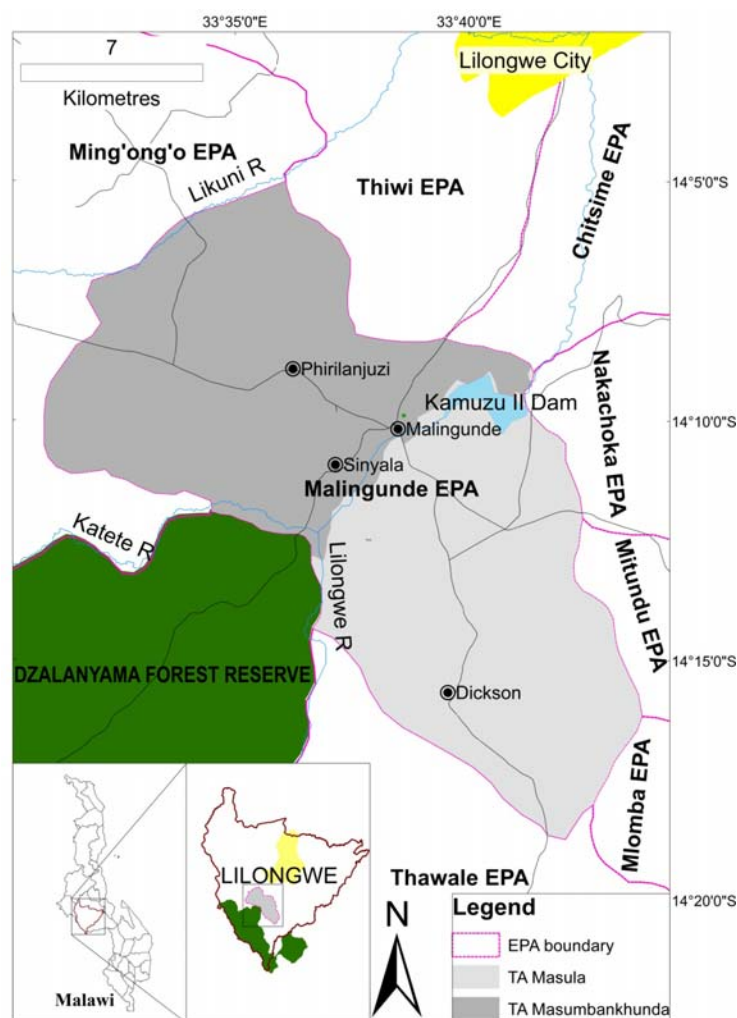 33°35'0"E
33°40'0"E
7
Kilometres
Lilongwe City
Ming'ong'o EPA
Likuni R
Thiwi EPA
Chitsime EPA
14°5'0"S
Phirilanjuzi
Kamuzu II Dam
Nakachoka EPA
14°10'0"S
Malingunde
Sinyala
Malingunde EPA
Katete R
Lilongwe R
Mitundu EPA
DZALANYAMA FOREST RESERVE
14°15'0"S
Dickson
Mlomba EPA
LILONGWE
Malawi
Thawale EPA
14°20'0"S
N
Legend
EPA boundary
TA Masula
TA Masumbankhunda